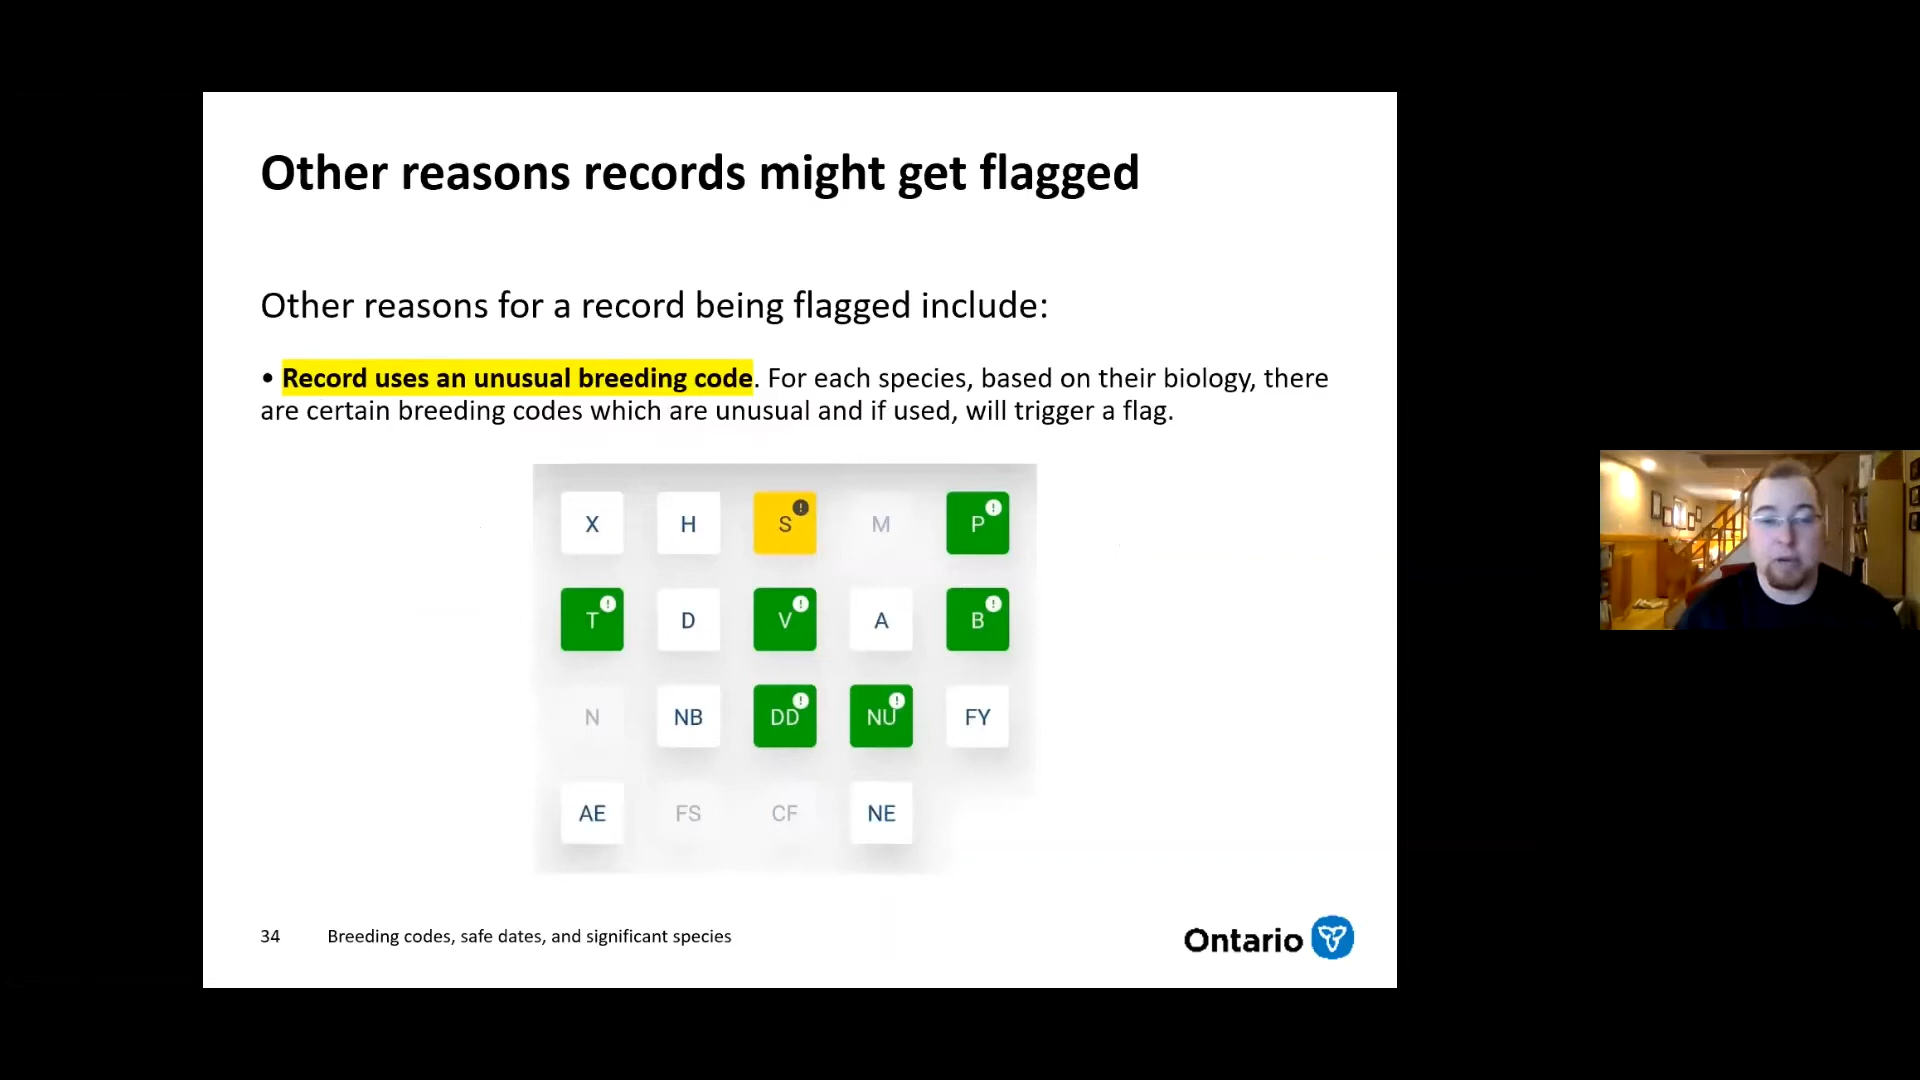 Other reasons records might get flagged
Other reasons for a record being flagged include:
• Record uses an unusual breeding code. For each species, based on their biology, there
are certain breeding codes which are unusual and if used, will trigger a flag.
X H S ! M P !
T ! D V ! A B !
N NB DD ! NU ! FY
AE FS CF NE
34 Breeding codes, safe dates, and significant species
Ontario